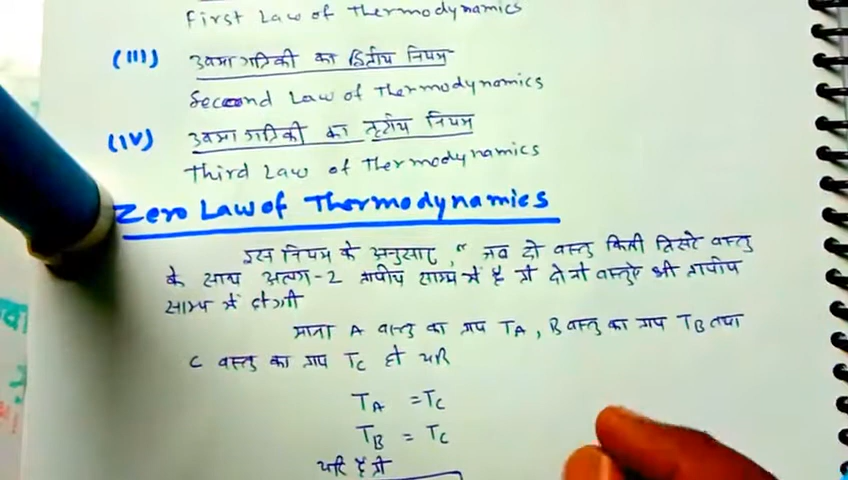 First Law of Thermodynamics
(III) उष्मा गतिकी का द्वितीय नियम
Second Law of Thermodynamics
(IV) उष्मा गतिकी का तृतीय नियम
Third Law of Thermodynamics
Zero Law of Thermodynamics
इस नियम के अनुसार, " जब दो वस्तु किसी तिसरे वस्तु
के साथ अलग-2 तापीय साम्य में है तो दोनो वस्तुएं भी तापीय
साम्य में होगी
माना A वस्तु का ताप TA, B वस्तु का ताप TB तथा
C वस्तु का ताप TC हो यदि
TA = TC
TB = TC
यदि है तो